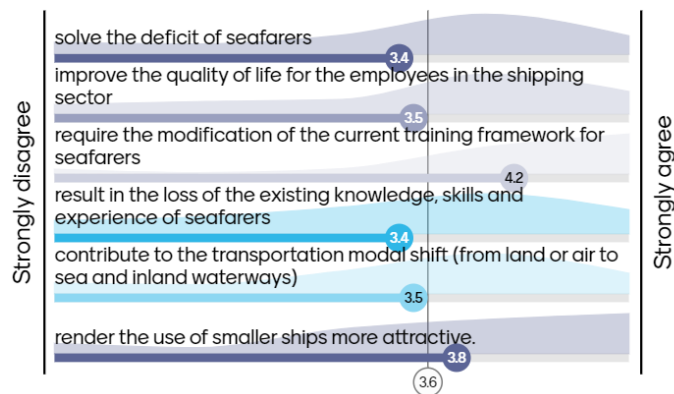 Strongly disagree
solve the deficit of seafarers
3.4
improve the quality of life for the employees in the shipping
sector
3.5
require the modification of the current training framework for
seafarers
4.2
result in the loss of the existing knowledge, skills and
experience of seafarers
3.4
contribute to the transportation modal shift (from land or air to
sea and inland waterways)
3.5
render the use of smaller ships more attractive.
3.8
3.6
Strongly agree